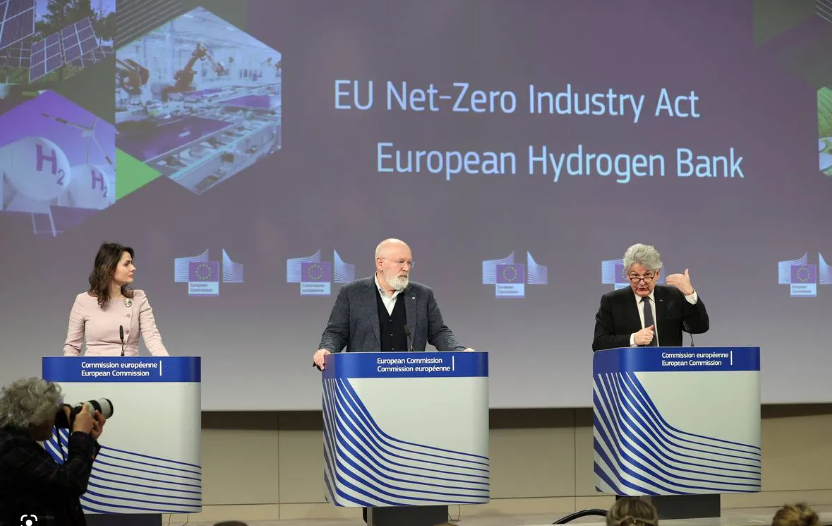 EU Net-Zero Industry Act
European Hydrogen Bank
H2
H2
Commission européenne
European Commission
European Commission
Commission européenne
Commission européenne
European Commission